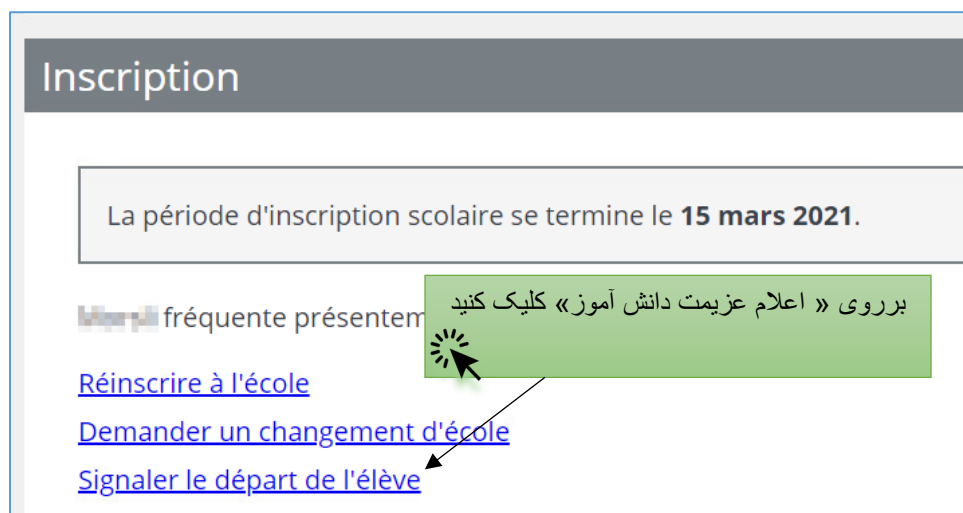 Inscription
La période d'inscription scolaire se termine le 15 mars 2021.
fréquente présentem
برروی « اعلام عزیمت دانش آموز» کلیک کنید
Réinscrire à l'école
Demander un changement d'école
Signaler le départ de l'élève